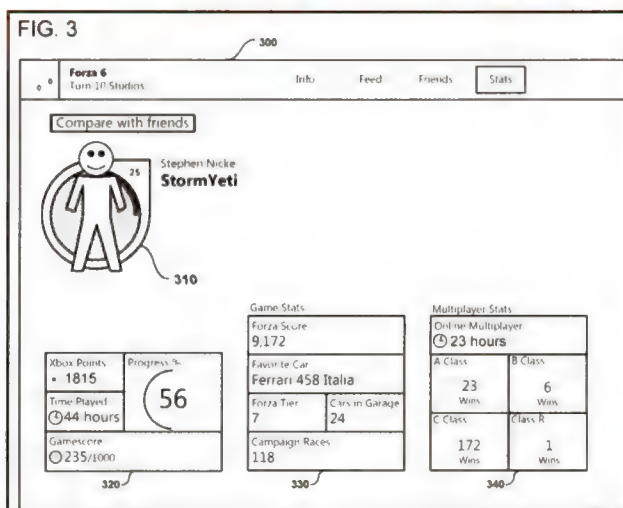 FIG. 3
300
Forza 6
Turn 10 Studios
Info Feed Friends Stats
Compare with friends
25
Stephen Nicke
StormYeti
310
Xbox Points
1815
Progress %
56
Time Played
44 hours
Gamescore
235/1000
320
Game Stats
Forza Score
9,172
Favorite Car
Ferrari 458 Italia
Forza Tier
7
Cars in Garage
24
Campaign Races
118
330
Multiplayer Stats
Online Multiplayer
23 hours
A Class
23
Wins
B Class
6
Wins
C Class
172
Wins
Class R
1
Wins
340